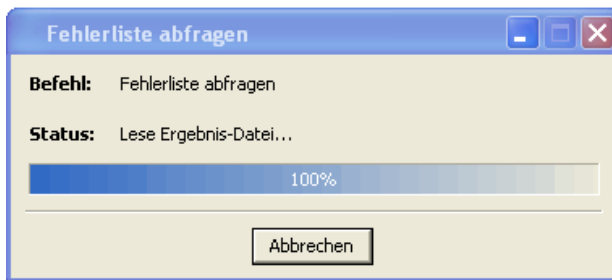 Fehlerliste abfragen
Befehl: Fehlerliste abfragen
Status: Lese Ergebnis-Datei...
100%
Abbrechen